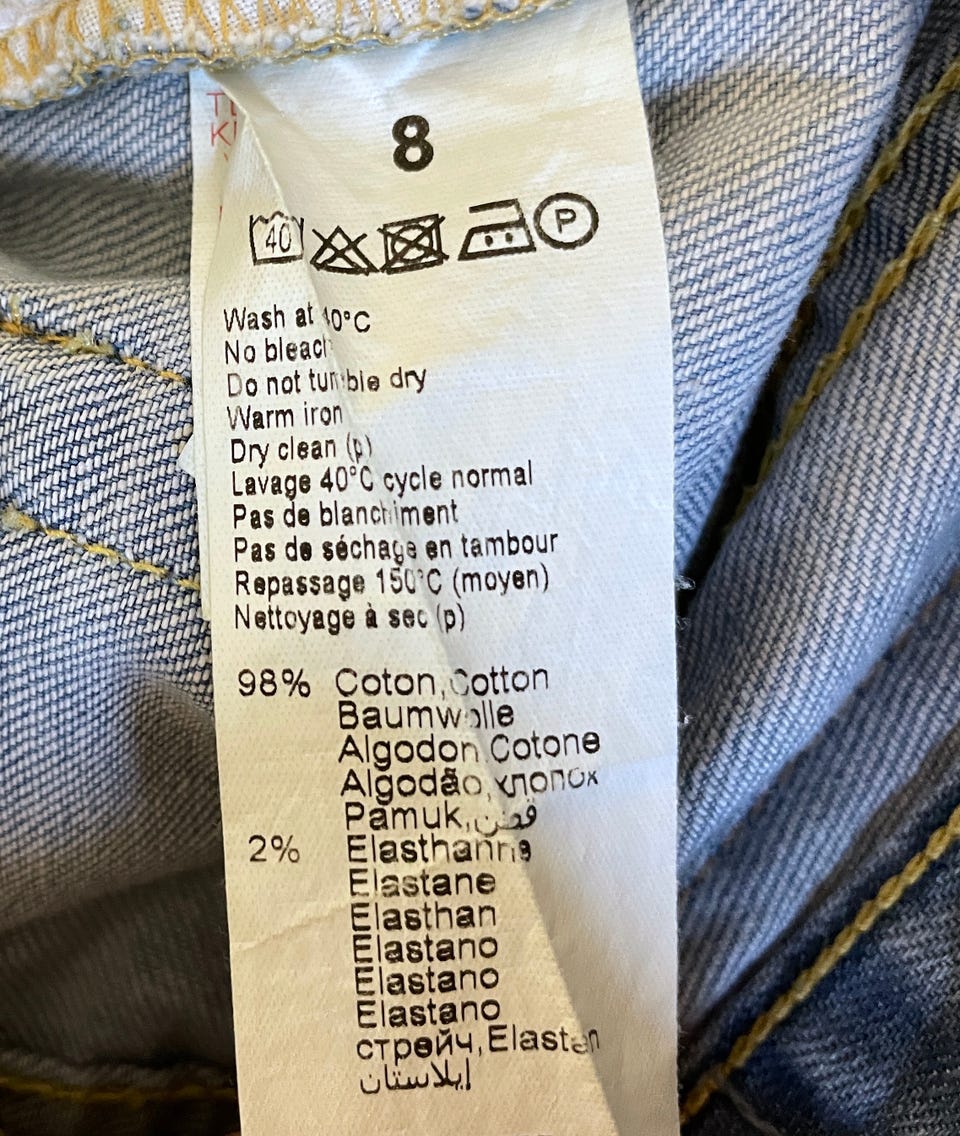 8
40 P
Wash at 40°C
No bleach
Do not tumble dry
Warm iron
Dry clean (p)
Lavage 40°C cycle normal
Pas de blanchiment
Pas de séchage en tambour
Repassage 150°C (moyen)
Nettoyage à sec (p)
98% Coton,Cotton
Baumwolle
Algodon Cotone
Algodão,хлопок
Pamuk,قطن
2% Elasthanne
Elastane
Elasthan
Elastano
Elastano
Elastano
стрейч,Elastan
إيلاستان